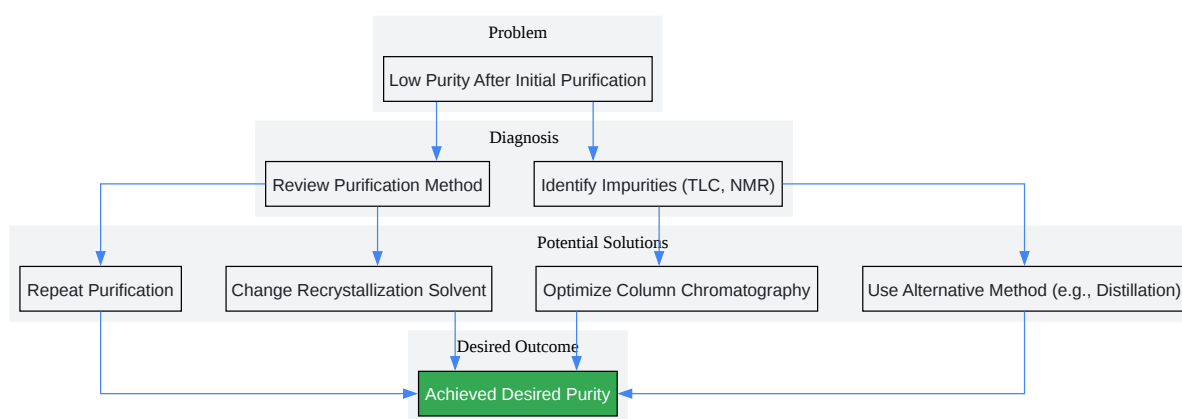 Problem
Low Purity After Initial Purification
Diagnosis
Review Purification Method
Identify Impurities (TLC, NMR)
Potential Solutions
Repeat Purification
Change Recrystallization Solvent
Optimize Column Chromatography
Use Alternative Method (e.g., Distillation)
Desired Outcome
Achieved Desired Purity